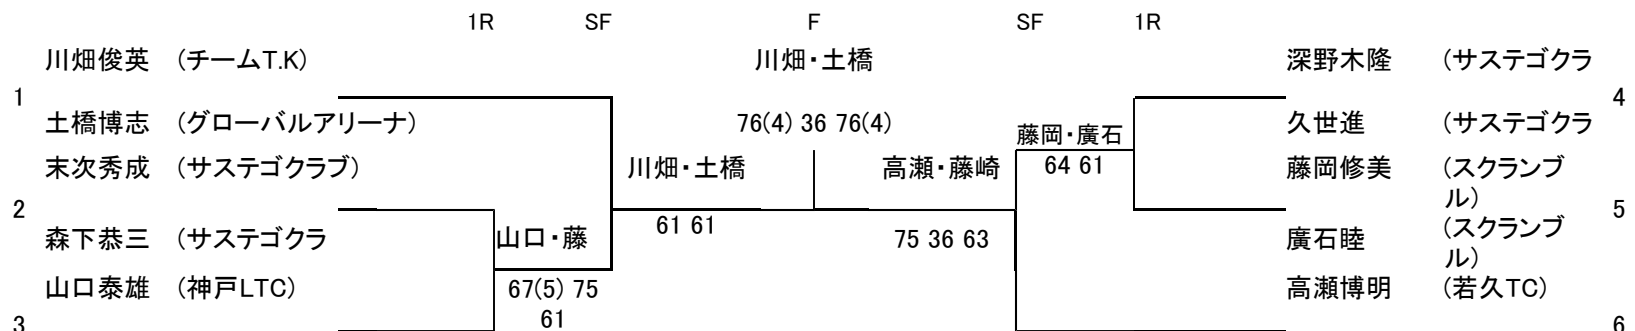 1R SF F SF 1R
川畑俊英 (チームT.K) 川畑・土橋 深野木隆 (サステゴクラ
1 4
土橋博志 (グローバルアリーナ) 76(4) 36 76(4) 藤岡・廣石 久世進 (サステゴクラ
末次秀成 (サステゴクラブ) 川畑・土橋 高瀬・藤崎 64 61 藤岡修美 (スクランブ
ル)
2 5
61 61
森下恭三 (サステゴクラ 山口・藤 75 36 63 廣石睦 (スクランブ
ル)
山口泰雄 (神戸LTC) 67(5) 75 高瀬博明 (若久TC)
61
3 6